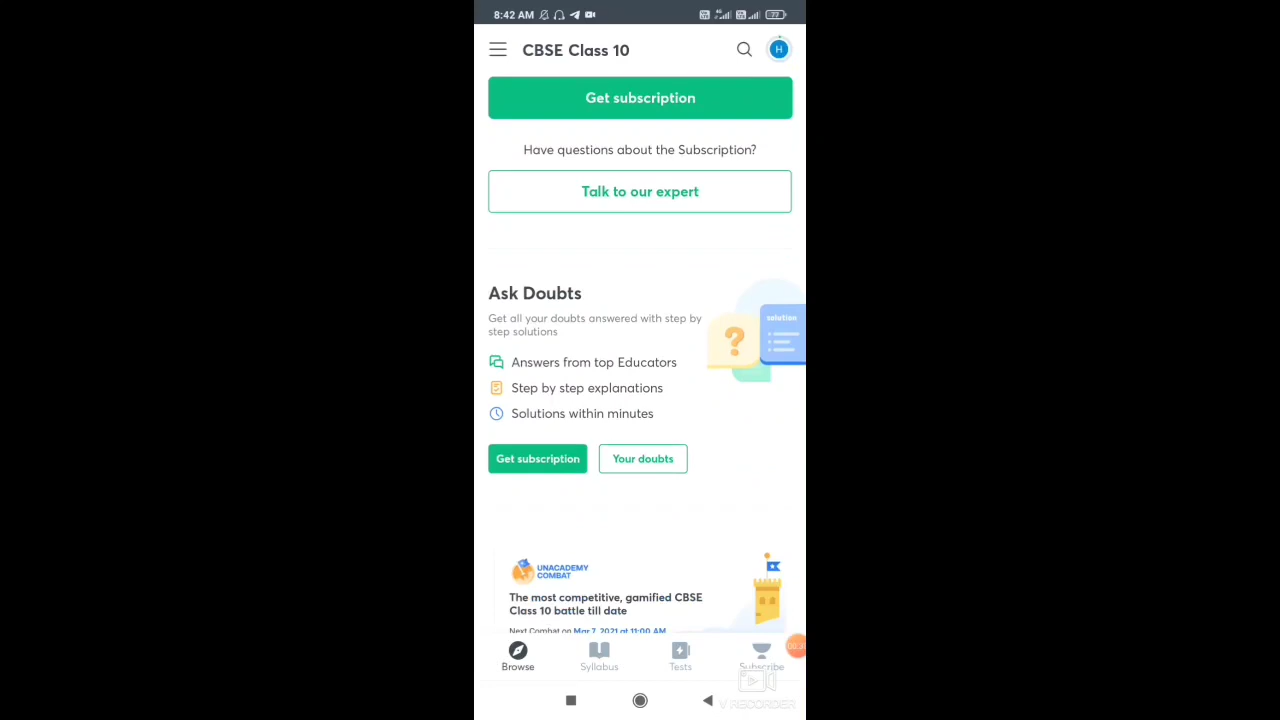 8:42 AM
77
CBSE Class 10
H
Get subscription
Have questions about the Subscription?
Talk to our expert
Ask Doubts
Get all your doubts answered with step by
step solutions
solution
?
Answers from top Educators
Step by step explanations
Solutions within minutes
Get subscription
Your doubts
UNACADEMY
COMBAT
The most competitive, gamified CBSE
Class 10 battle till date
Next Combat on Mar 7, 2021 at 11:00 AM
Browse
Syllabus
Tests
Subscribe
V RECORDER